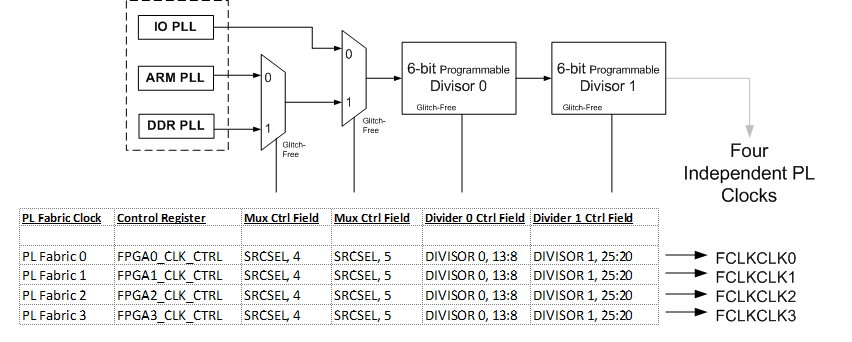 IO PLL
ARM PLL
DDR PLL
0
1
Glitch-
Free
0
1
Glitch-
Free
6-bit Programmable
Divisor 0
Glitch-Free
6-bit Programmable
Divisor 1
Glitch-Free
Four
Independent PL
Clocks
PL Fabric Clock Control Register Mux Ctrl Field Mux Ctrl Field Divider 0 Ctrl Field Divider 1 Ctrl Field
PL Fabric 0 FPGA0_CLK_CTRL SRCSEL, 4 SRCSEL, 5 DIVISOR 0, 13:8 DIVISOR 1, 25:20 FCLKCLK0
PL Fabric 1 FPGA1_CLK_CTRL SRCSEL, 4 SRCSEL, 5 DIVISOR 0, 13:8 DIVISOR 1, 25:20 FCLKCLK1
PL Fabric 2 FPGA2_CLK_CTRL SRCSEL, 4 SRCSEL, 5 DIVISOR 0, 13:8 DIVISOR 1, 25:20 FCLKCLK2
PL Fabric 3 FPGA3_CLK_CTRL SRCSEL, 4 SRCSEL, 5 DIVISOR 0, 13:8 DIVISOR 1, 25:20 FCLKCLK3